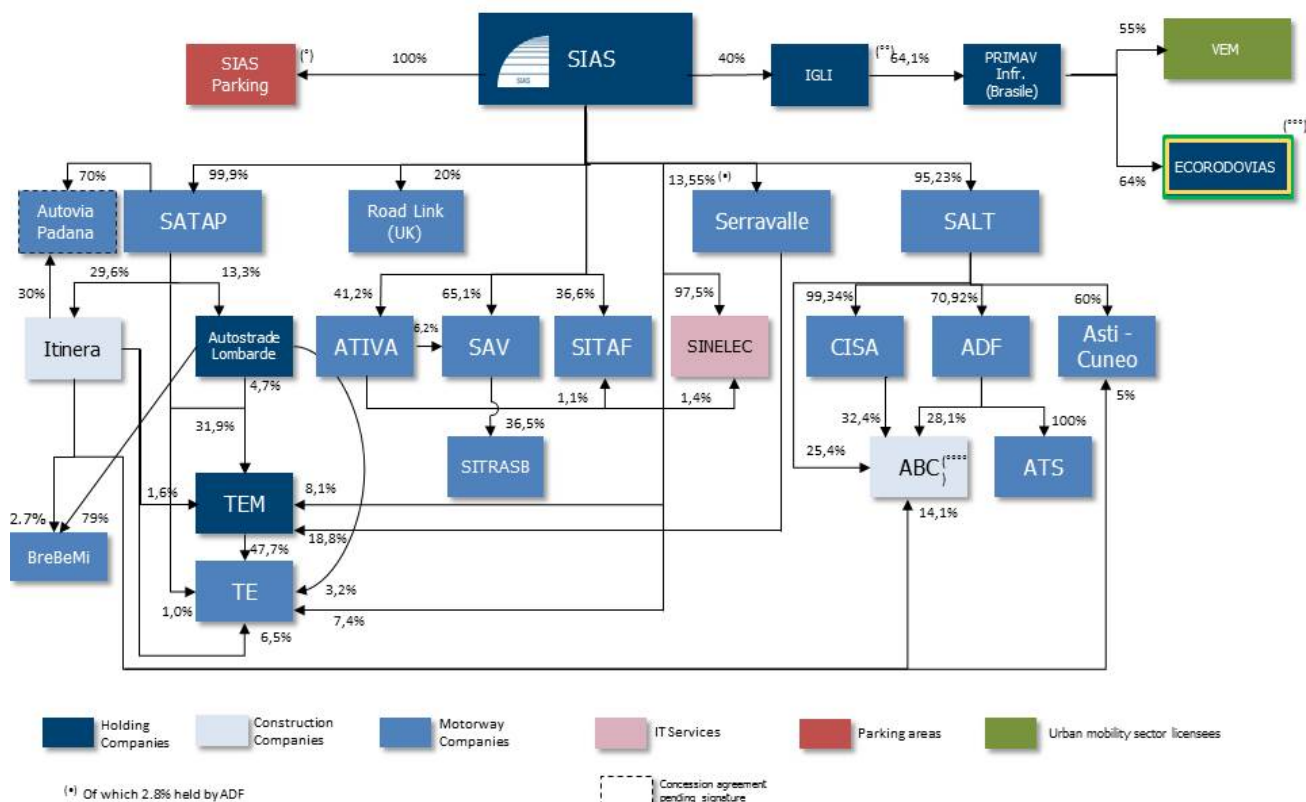 SIAS
SIAS
SIAS
Parking
(°)
100%
40%
IGLI
(°°)
64,1%
PRIMAV
Infr.
(Brasile)
55%
VEM
64%
(°°°)
ECORODOVIAS
70%
99,9%
20%
13,55% (•)
95,23%
Autovia
Padana
SATAP
Road Link
(UK)
Serravalle
SALT
30%
29,6%
13,3%
41,2%
65,1%
36,6%
97,5%
99,34%
70,92%
60%
Itinera
Autostrade
Lombarde
ATIVA
6,2%
SAV
SITAF
SINELEC
CISA
ADF
Asti -
Cuneo
4,7%
1,1%
1,4%
5%
31,9%
36,5%
32,4%
28,1%
100%
SITRASB
25,4%
ABC
(°°°°
)
ATS
1,6%
TEM
8,1%
14,1%
2.7%
79%
18,8%
BreBeMi
47,7%
TE
3,2%
1,0%
7,4%
6,5%
Holding
Companies
Construction
Companies
Motorway
Companies
IT Services
Parking areas
Urban mobility sector licensees
(•) Of which 2.8% held by ADF
Concession agreement
pending signature